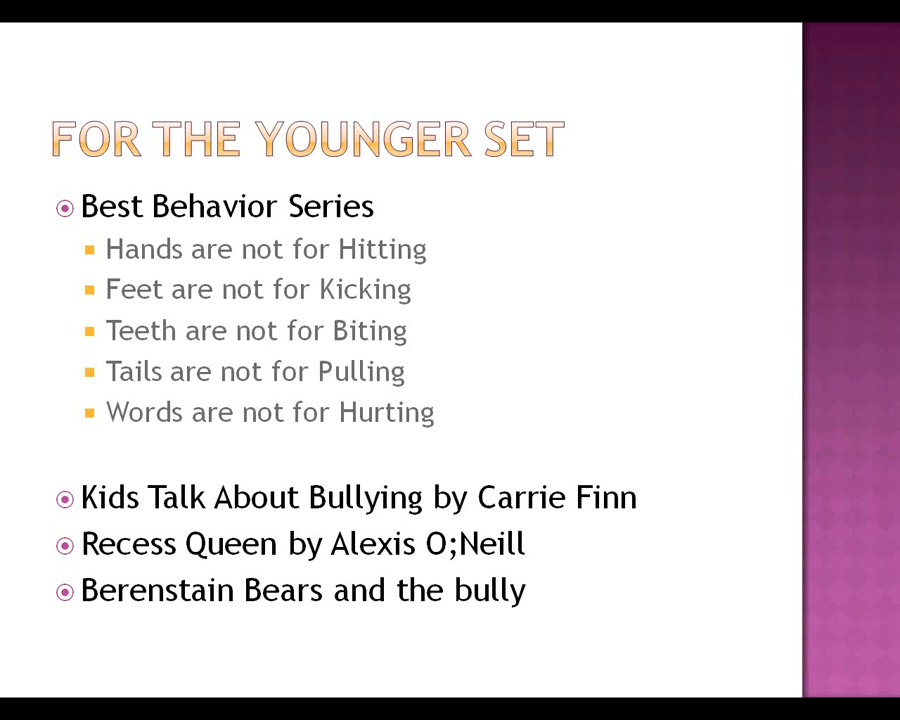 FOR THE YOUNGER SET
Best Behavior Series
Hands are not for Hitting
Feet are not for Kicking
Teeth are not for Biting
Tails are not for Pulling
Words are not for Hurting
Kids Talk About Bullying by Carrie Finn
Recess Queen by Alexis O;Neill
Berenstain Bears and the bully